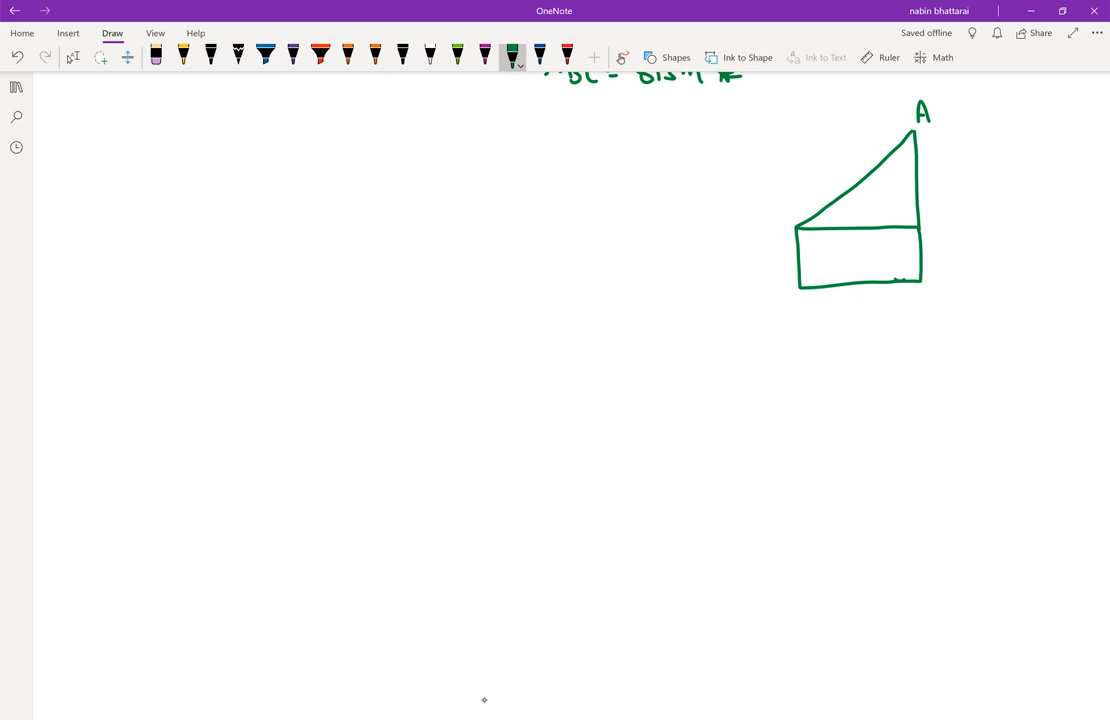 OneNote
nabin bhattarai
Home Insert Draw View Help
Saved offline Share
Shapes Ink to Shape Ink to Text Ruler Math
A